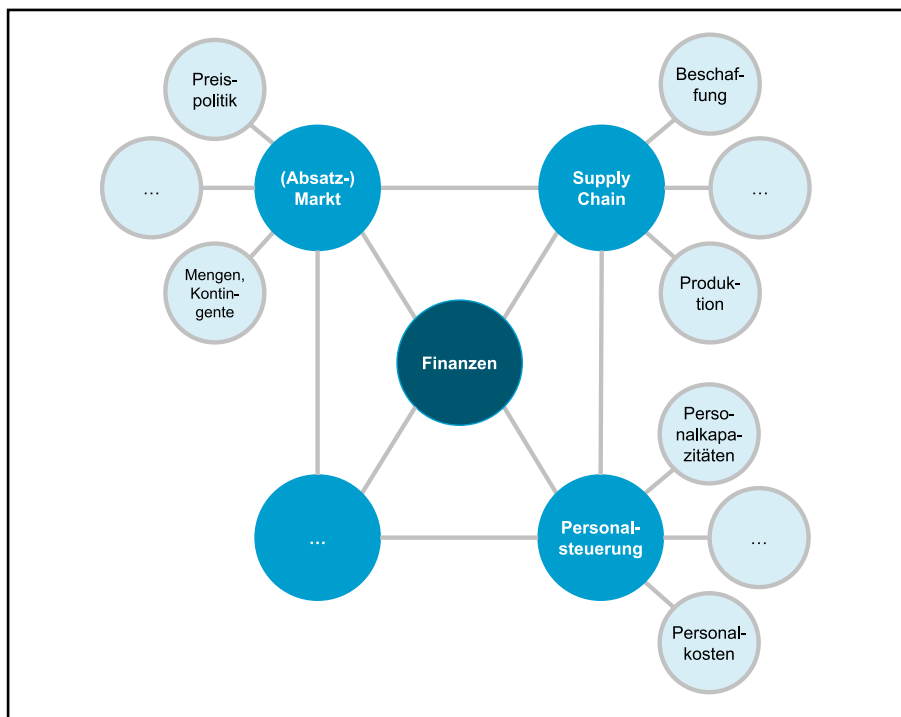 Preis-
politik
…
(Absatz-)
Markt
Mengen,
Kontin-
gente
Beschaf-
fung
Supply
Chain
…
Produk-
tion
Finanzen
Perso-
nalkapa-
zitäten
…
Personal-
steuerung
…
Personal-
kosten